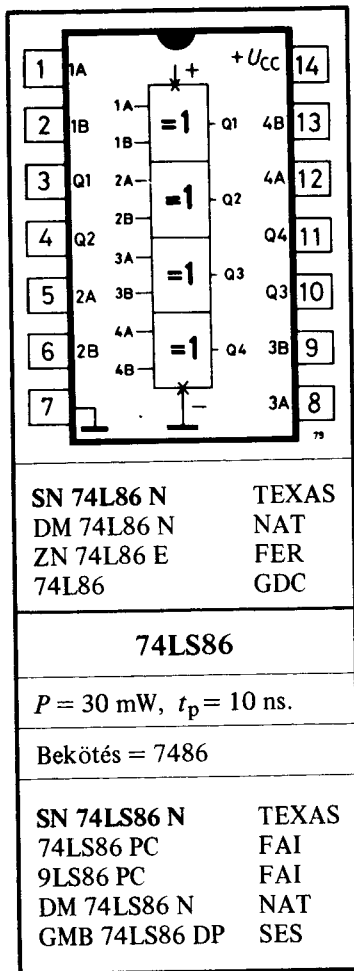 1 1A + +UCC 14
1A =1 Q1
2 1B 1B 4B 13
3 Q1 2A =1 Q2 4A 12
4 Q2 2B Q4 11
3A =1 Q3
5 2A 3B Q3 10
6 2B 4A =1 Q4 3B 9
4B
7 − 3A 8
79
SN 74L86 N TEXAS
DM 74L86 N NAT
ZN 74L86 E FER
74L86 GDC
74LS86
P = 30 mW, tp = 10 ns.
Bekötés = 7486
SN 74LS86 N TEXAS
74LS86 PC FAI
9LS86 PC FAI
DM 74LS86 N NAT
GMB 74LS86 DP SES